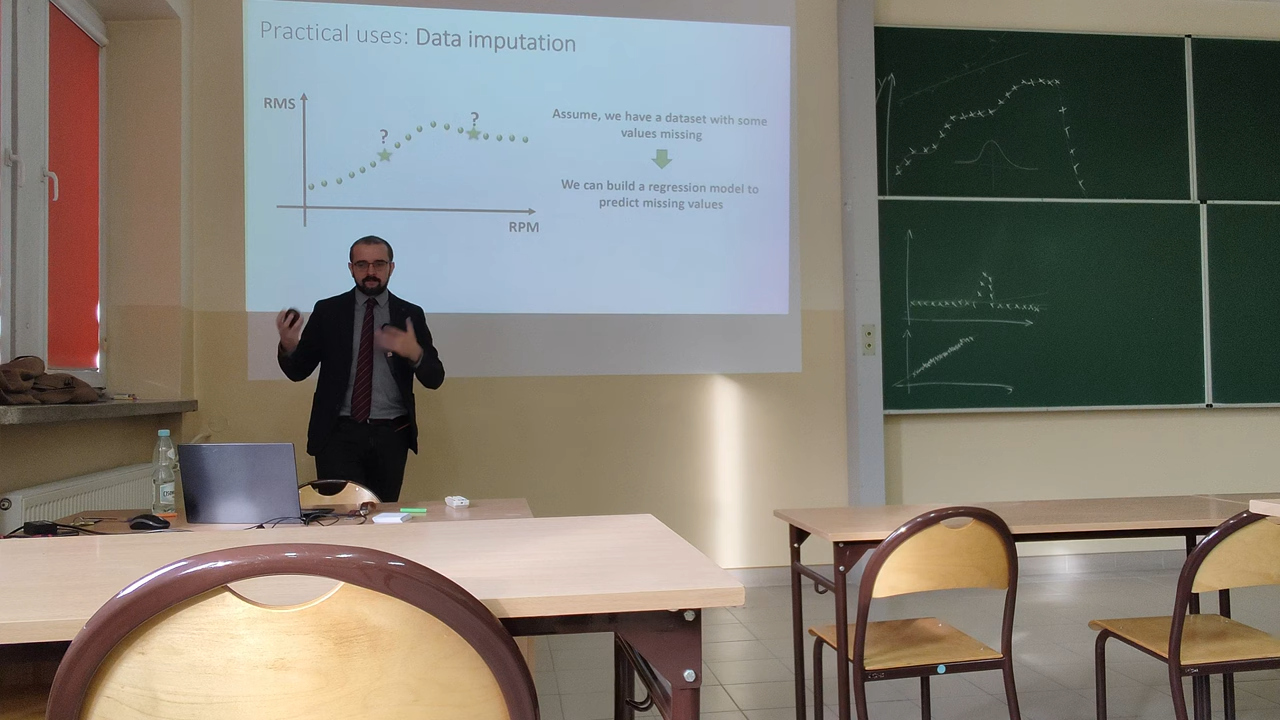 Practical uses: Data imputation
RMS
?
?
RPM
Assume, we have a dataset with some
values missing
We can build a regression model to
predict missing values
y